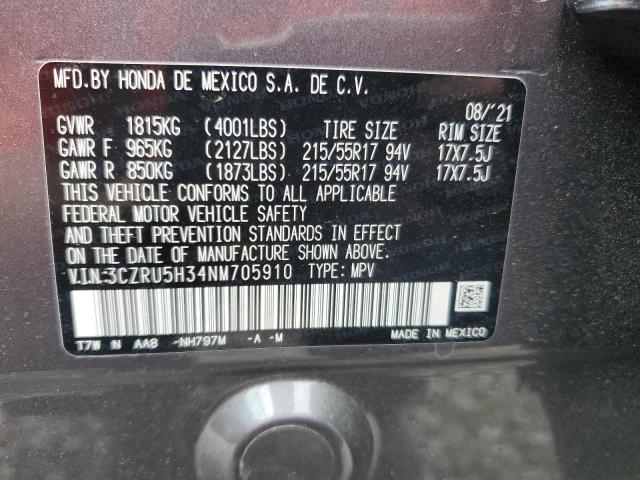 MFD.BY HONDA DE MEXICO S.A. DE C.V.
08/'21
GVWR 1815KG (4001LBS) TIRE SIZE RIM SIZE
GAWR F 965KG (2127LBS) 215/55R17 94V 17X7.5J
GAWR R 850KG (1873LBS) 215/55R17 94V 17X7.5J
THIS VEHICLE CONFORMS TO ALL APPLICABLE
FEDERAL MOTOR VEHICLE SAFETY
AND THEFT PREVENTION STANDARDS IN EFFECT
ON THE DATE OF MANUFACTURE SHOWN ABOVE.
V.I.N:3CZRU5H34NM705910 TYPE: MPV
T7W N AA8 -NH797M -A -M
MADE IN MEXICO